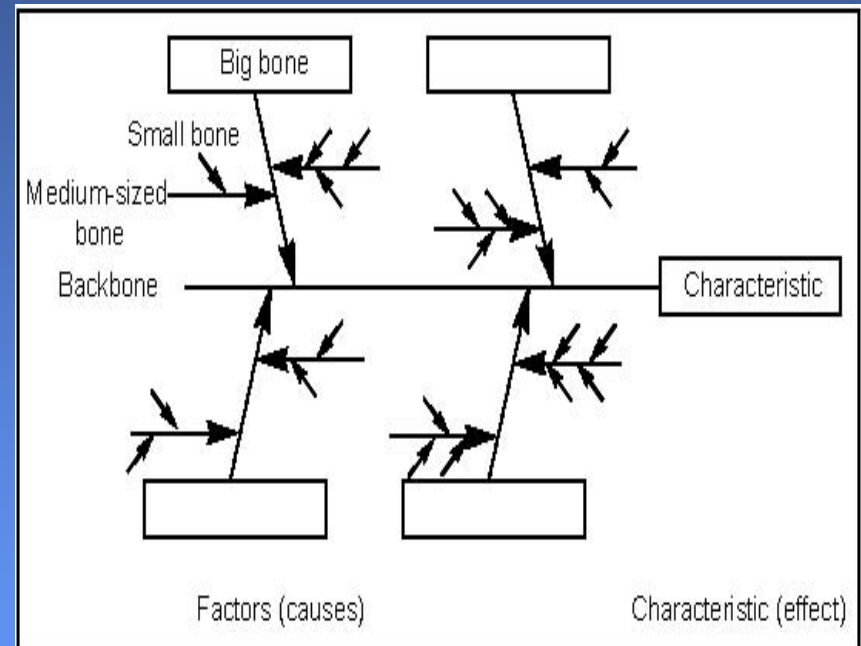 Big bone
Small bone
Medium-sized
bone
Backbone
Characteristic
Factors (causes)
Characteristic (effect)